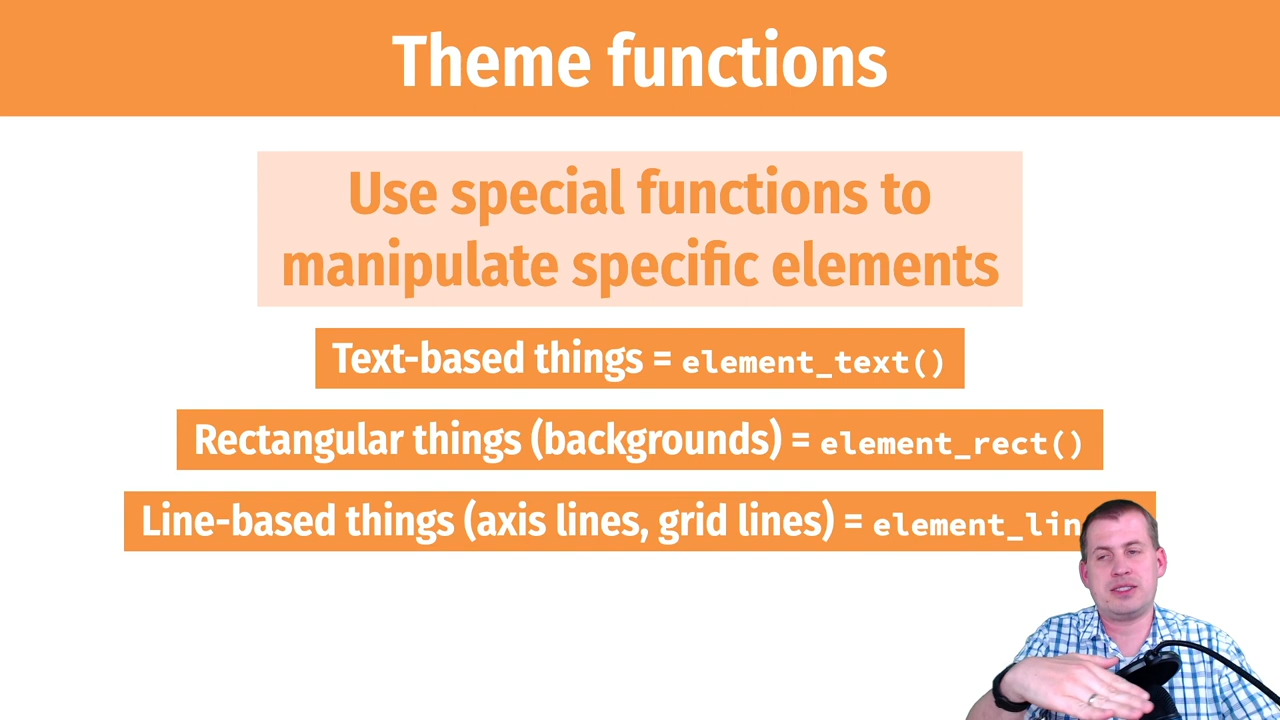 Theme functions
Use special functions to
manipulate specific elements
Text-based things = element_text()
Rectangular things (backgrounds) = element_rect()
Line-based things (axis lines, grid lines) =